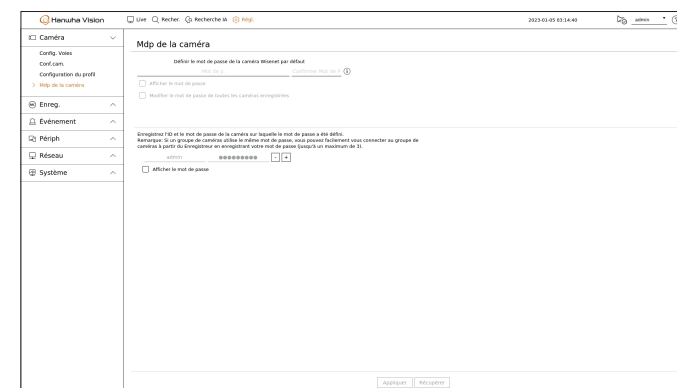 Hanwha Vision
Live Recher. Recherche IA Régl. 2023-01-05 03:14:40 admin
Caméra
Config. Voies
Conf.cam.
Configuration du profil
Mdp de la caméra
Enreg.
Événement
Périph
Réseau
Système
Mdp de la caméra
Définir le mot de passe de la caméra Wisenet par défaut
Mot de p Confirmez Mot de P
Afficher le mot de passe
Modifier le mot de passe de toutes les caméras enregistrées
Enregistrez l'ID et le mot de passe de la caméra sur laquelle le mot de passe a été défini.
Remarque: Si un groupe de caméras utilise le même mot de passe, vous pouvez facilement vous connecter au groupe de
caméras à partir du Enregistreur en enregistrant votre mot de passe (jusqu'à un maximum de 3).
admin ●●●●●●●●● - +
Afficher le mot de passe
Appliquer Récupérer